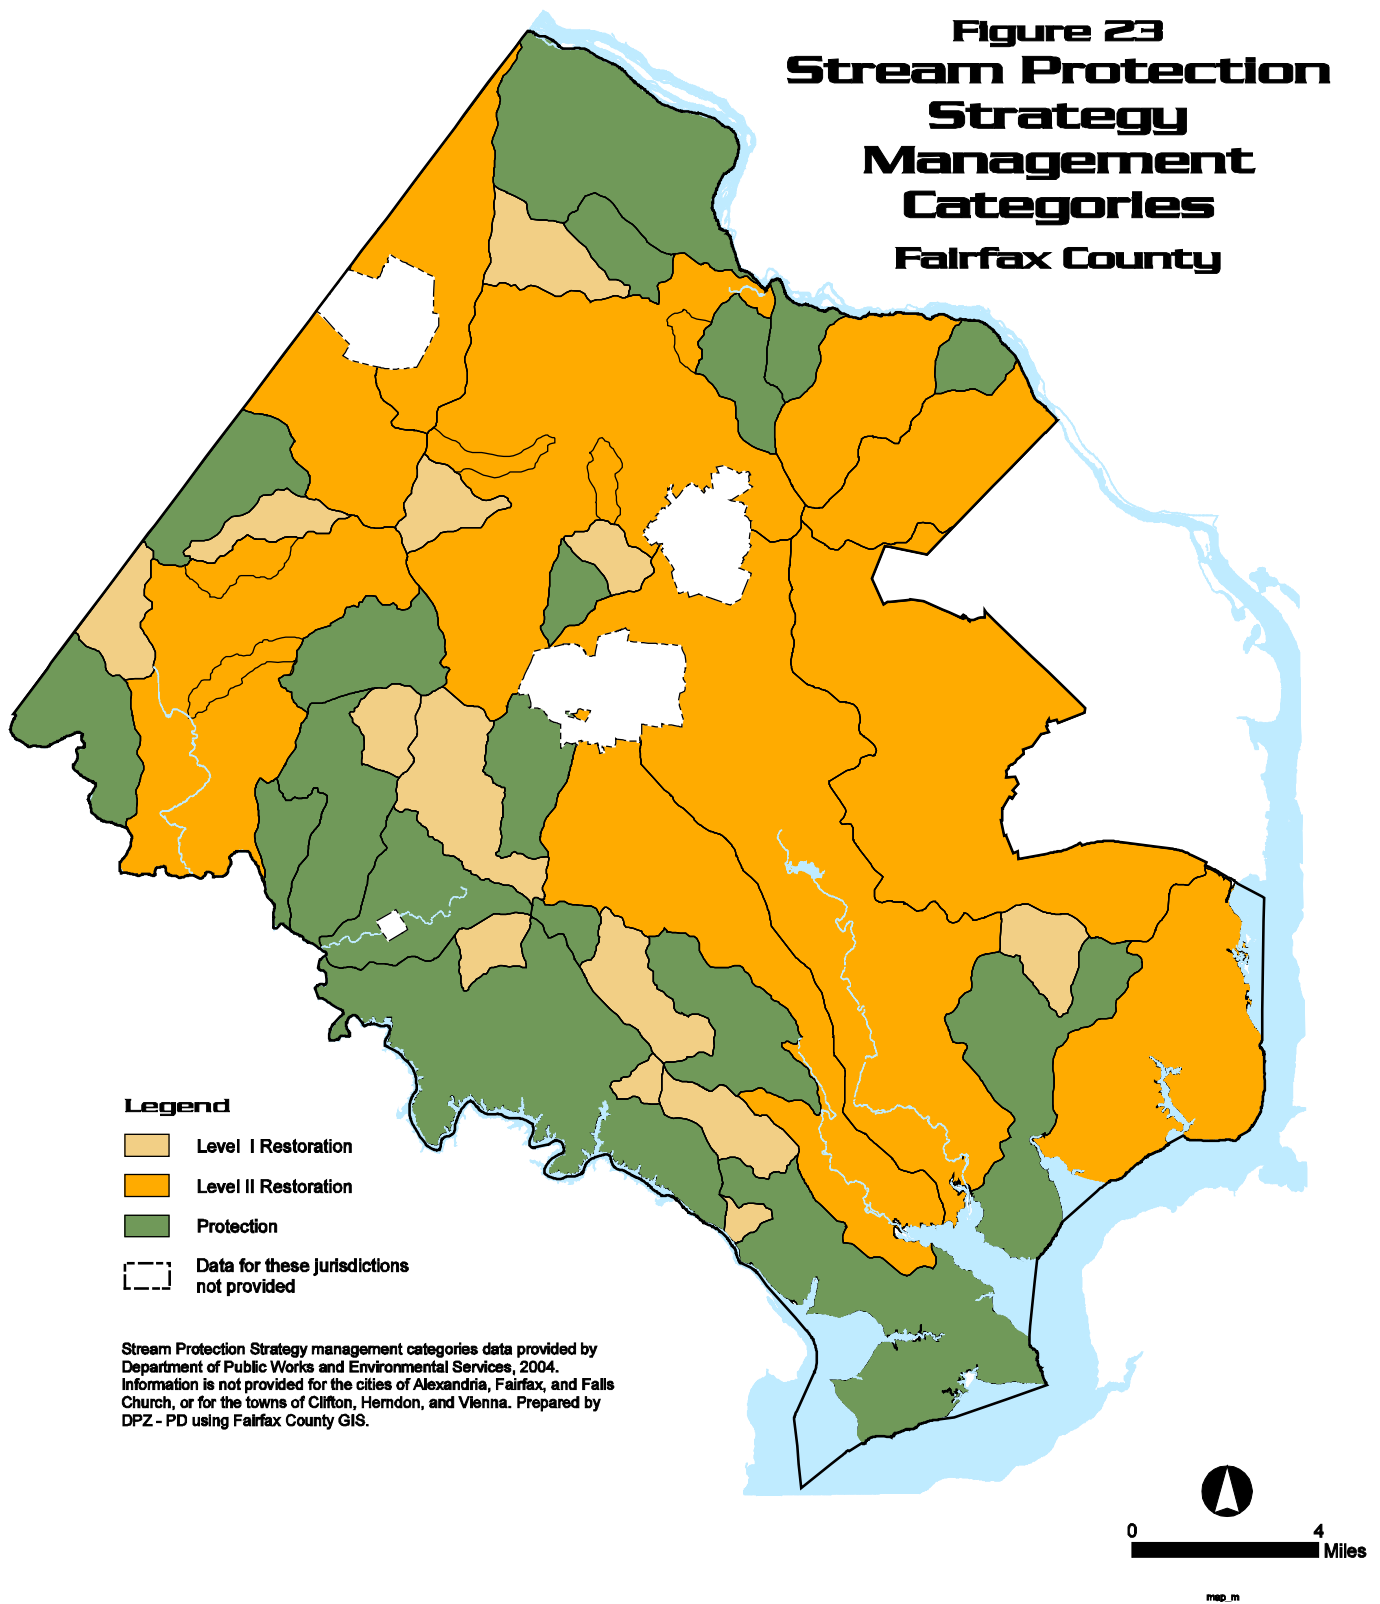 Figure 23
Stream Protection
Strategy
Management
Categories
Fairfax County
Legend
Level I Restoration
Level II Restoration
Protection
Data for these jurisdictions
not provided
Stream Protection Strategy management categories data provided by
Department of Public Works and Environmental Services, 2004.
Information is not provided for the cities of Alexandria, Fairfax, and Falls
Church, or for the towns of Clifton, Herndon, and Vienna. Prepared by
DPZ - PD using Fairfax County GIS.
0 4
Miles
map_m